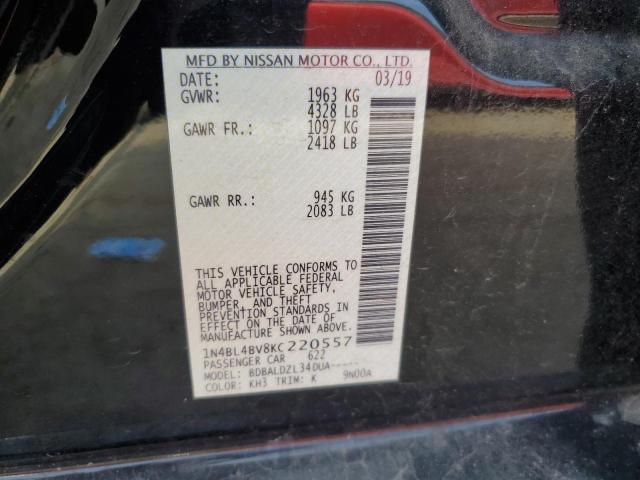 MFD BY NISSAN MOTOR CO., LTD.
DATE: 03/19
GVWR: 1963 KG
4328 LB
GAWR FR.: 1097 KG
2418 LB
GAWR RR.: 945 KG
2083 LB
THIS VEHICLE CONFORMS TO
ALL APPLICABLE FEDERAL
MOTOR VEHICLE SAFETY,
BUMPER, AND THEFT
PREVENTION STANDARDS IN
EFFECT ON THE DATE OF
MANUFACTURE SHOWN ABOVE.
1N4BL4BV8KC220557
PASSENGER CAR 622
MODEL: BDBALDZL34DUA-----
COLOR: KH3 TRIM: K 9N00A